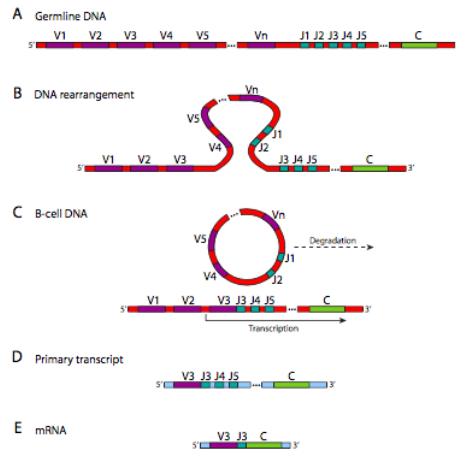 A Germline DNA
V1 V2 V3 V4 V5 Vn J1 J2 J3 J4 J5 C
5' ... ... 3'
B DNA rearrangement
... Vn
V5 J1
V4 J2
V1 V2 V3 J3 J4 J5 C
5' ... 3'
C B-cell DNA
... Vn
V5 Degradation
J1
V4 J2
V1 V2 V3 J3 J4 J5 C
5' ... 3'
Transcription
D Primary transcript
V3 J3 J4 J5 C
5' ... 3'
E mRNA
V3 J3 C
5' 3'